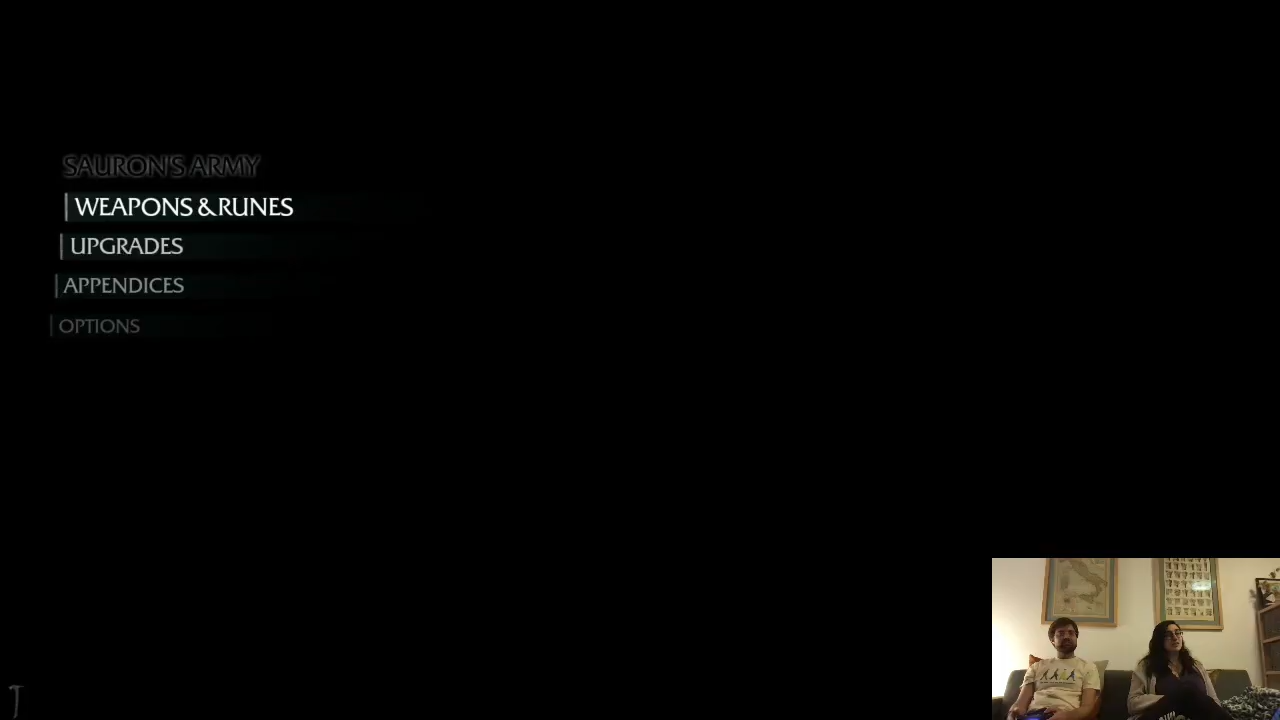 SAURON'S ARMY
WEAPONS & RUNES
UPGRADES
APPENDICES
OPTIONS